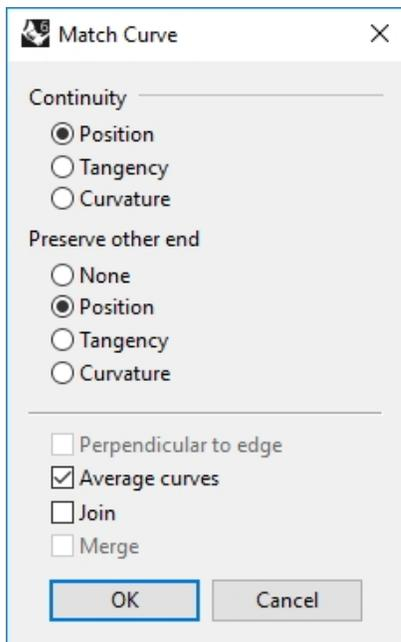 6
Match Curve
Continuity
Position
Tangency
Curvature
Preserve other end
None
Position
Tangency
Curvature
Perpendicular to edge
Average curves
Join
Merge
OK Cancel